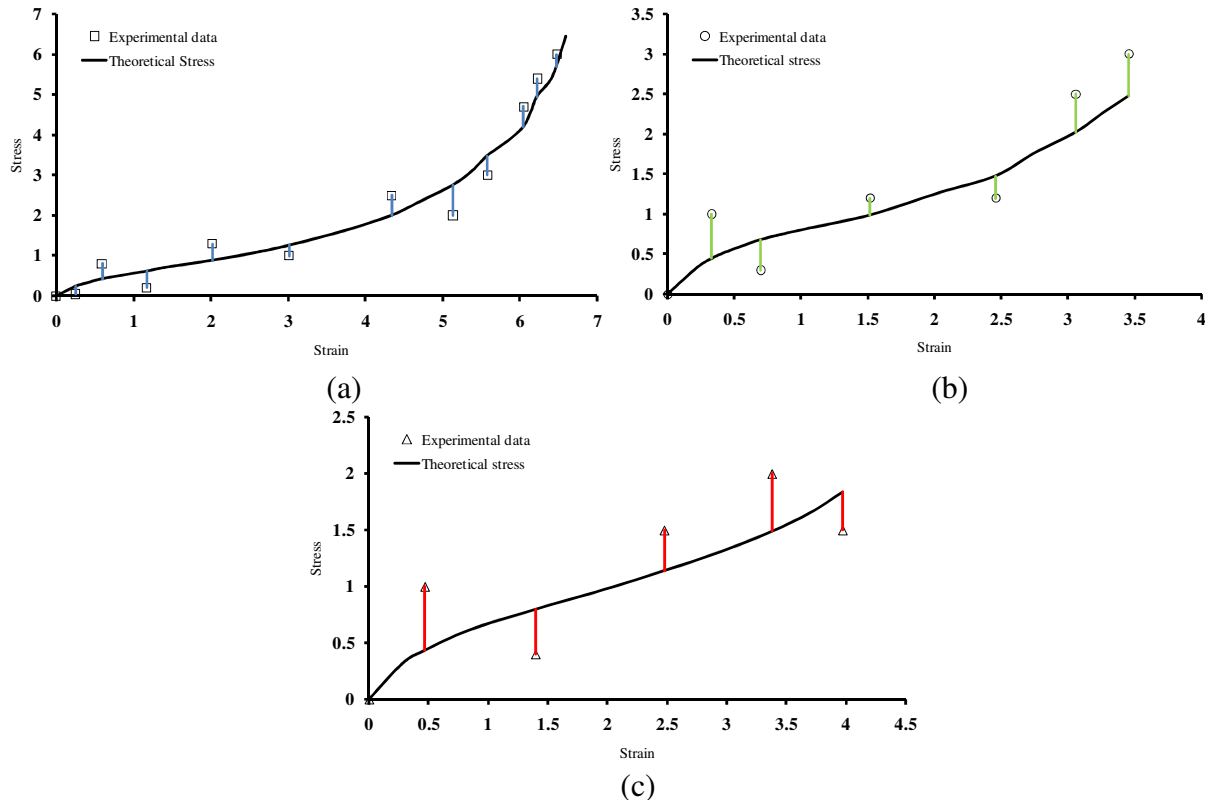 7
6
5
4
3
2
1
0
Stress
Experimental data
Theoretical Stress
0 1 2 3 4 5 6 7
Strain
(a)
3.5
3
2.5
2
1.5
1
0.5
0
Stress
Experimental data
Theoretical stress
0 0.5 1 1.5 2 2.5 3 3.5 4
Strain
(b)
2.5
2
1.5
1
0.5
0
Stress
Experimental data
Theoretical stress
0 0.5 1 1.5 2 2.5 3 3.5 4 4.5
Strain
(c)